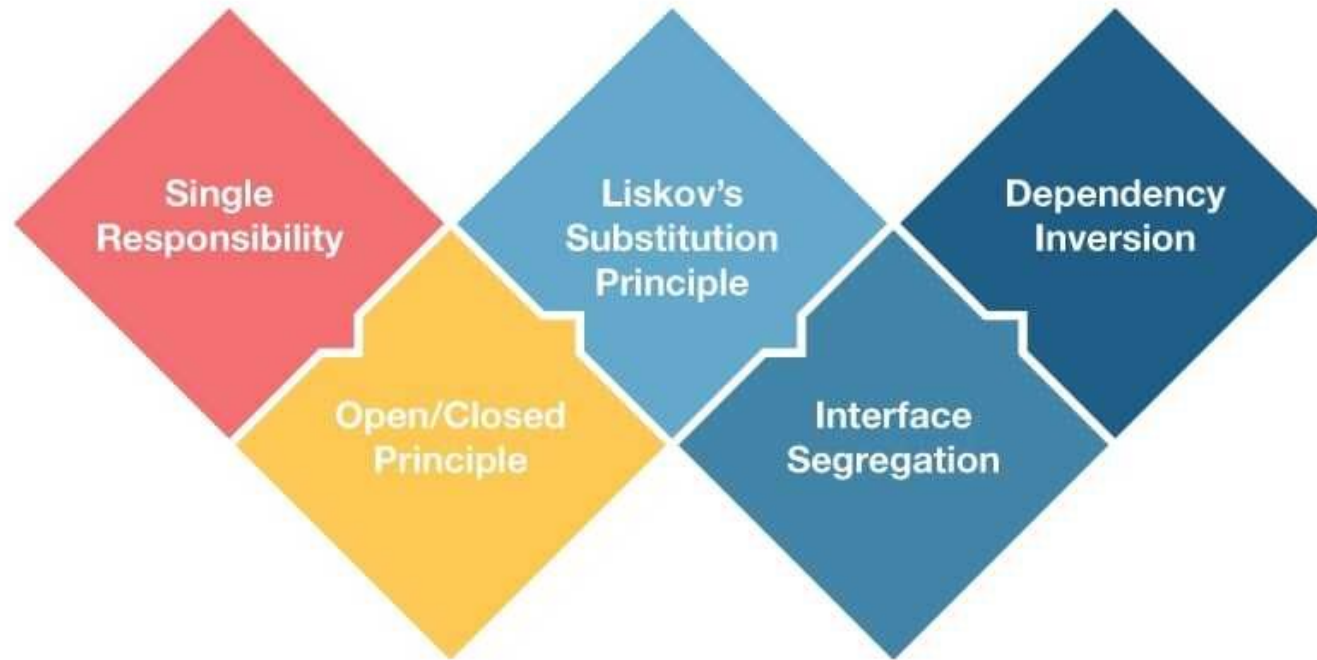 Single
Responsibility
Open/Closed
Principle
Liskov’s
Substitution
Principle
Interface
Segregation
Dependency
Inversion